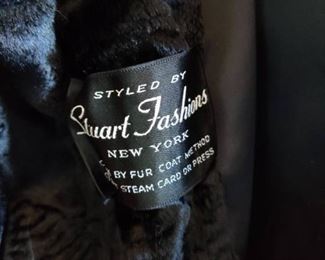 STYLED BY
Stuart Fashions
NEW YORK
BY FUR COAT METHOD
STEAM CARD OR PRESS